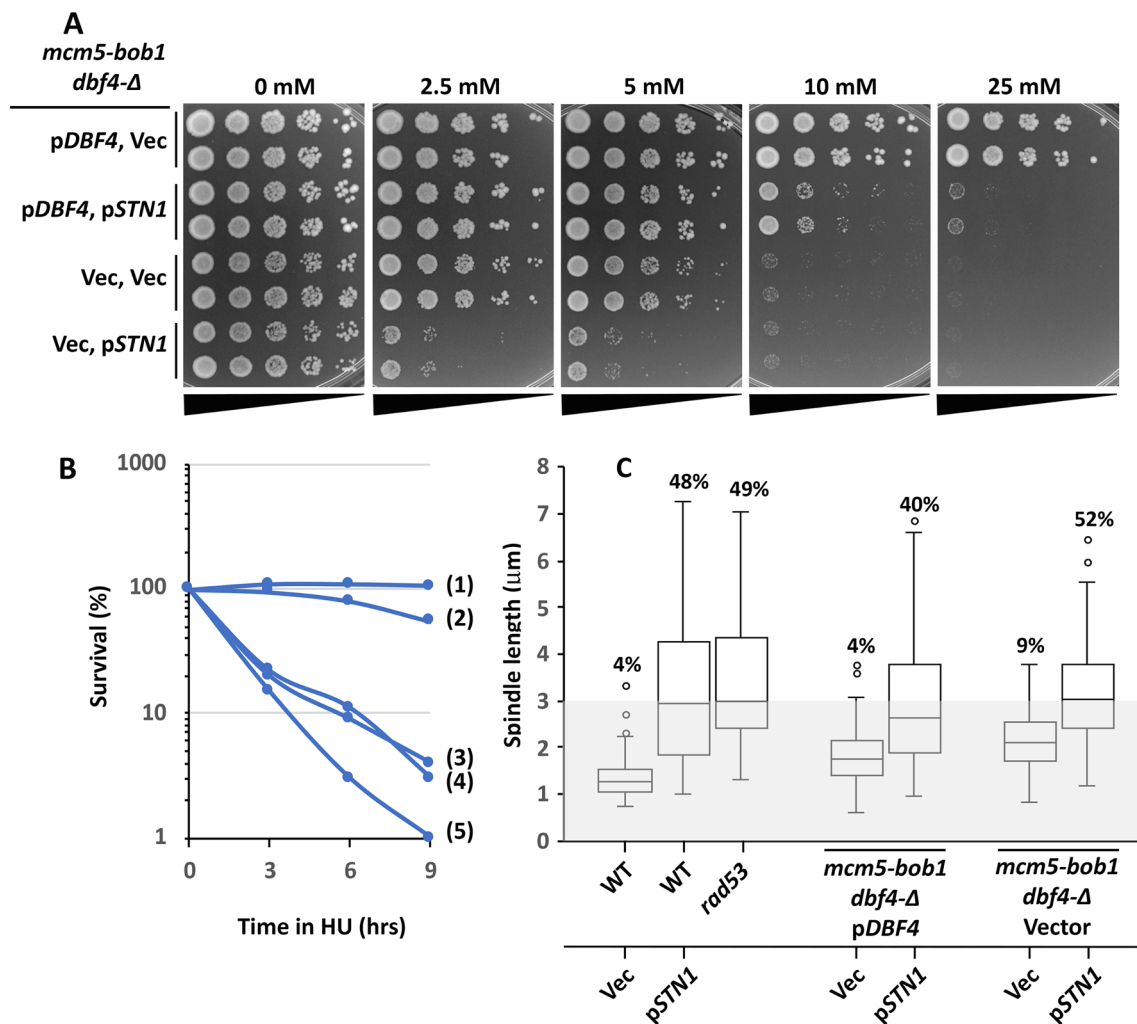 A
mcm5-bob1
dbf4-Δ
0 mM 2.5 mM 5 mM 10 mM 25 mM
pDBF4, Vec
pDBF4, pSTN1
Vec, Vec
Vec, pSTN1
B
1000
100
10
1
Survival (%)
0 3 6 9
Time in HU (hrs)
(1)
(2)
(3)
(4)
(5)
C
8
7
6
5
4
3
2
1
0
Spindle length (μm)
4% 48% 49% 4% 40% 9% 52%
WT WT rad53
mcm5-bob1
dbf4-Δ
pDBF4
mcm5-bob1
dbf4-Δ
Vector
Vec pSTN1 Vec pSTN1 Vec pSTN1